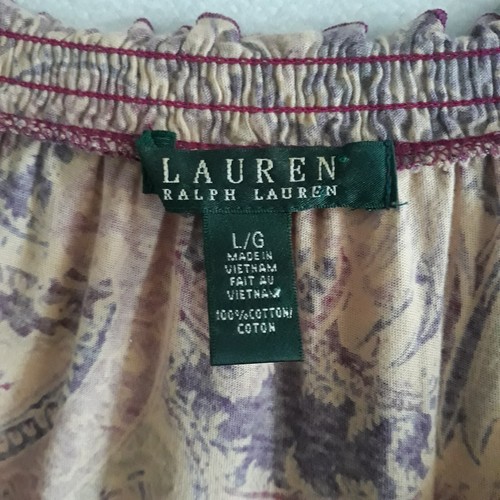 LAUREN
RALPH LAUREN
L/G
MADE IN
VIETNAM
FAIT AU
VIETNAM
100%COTTON/
COTON